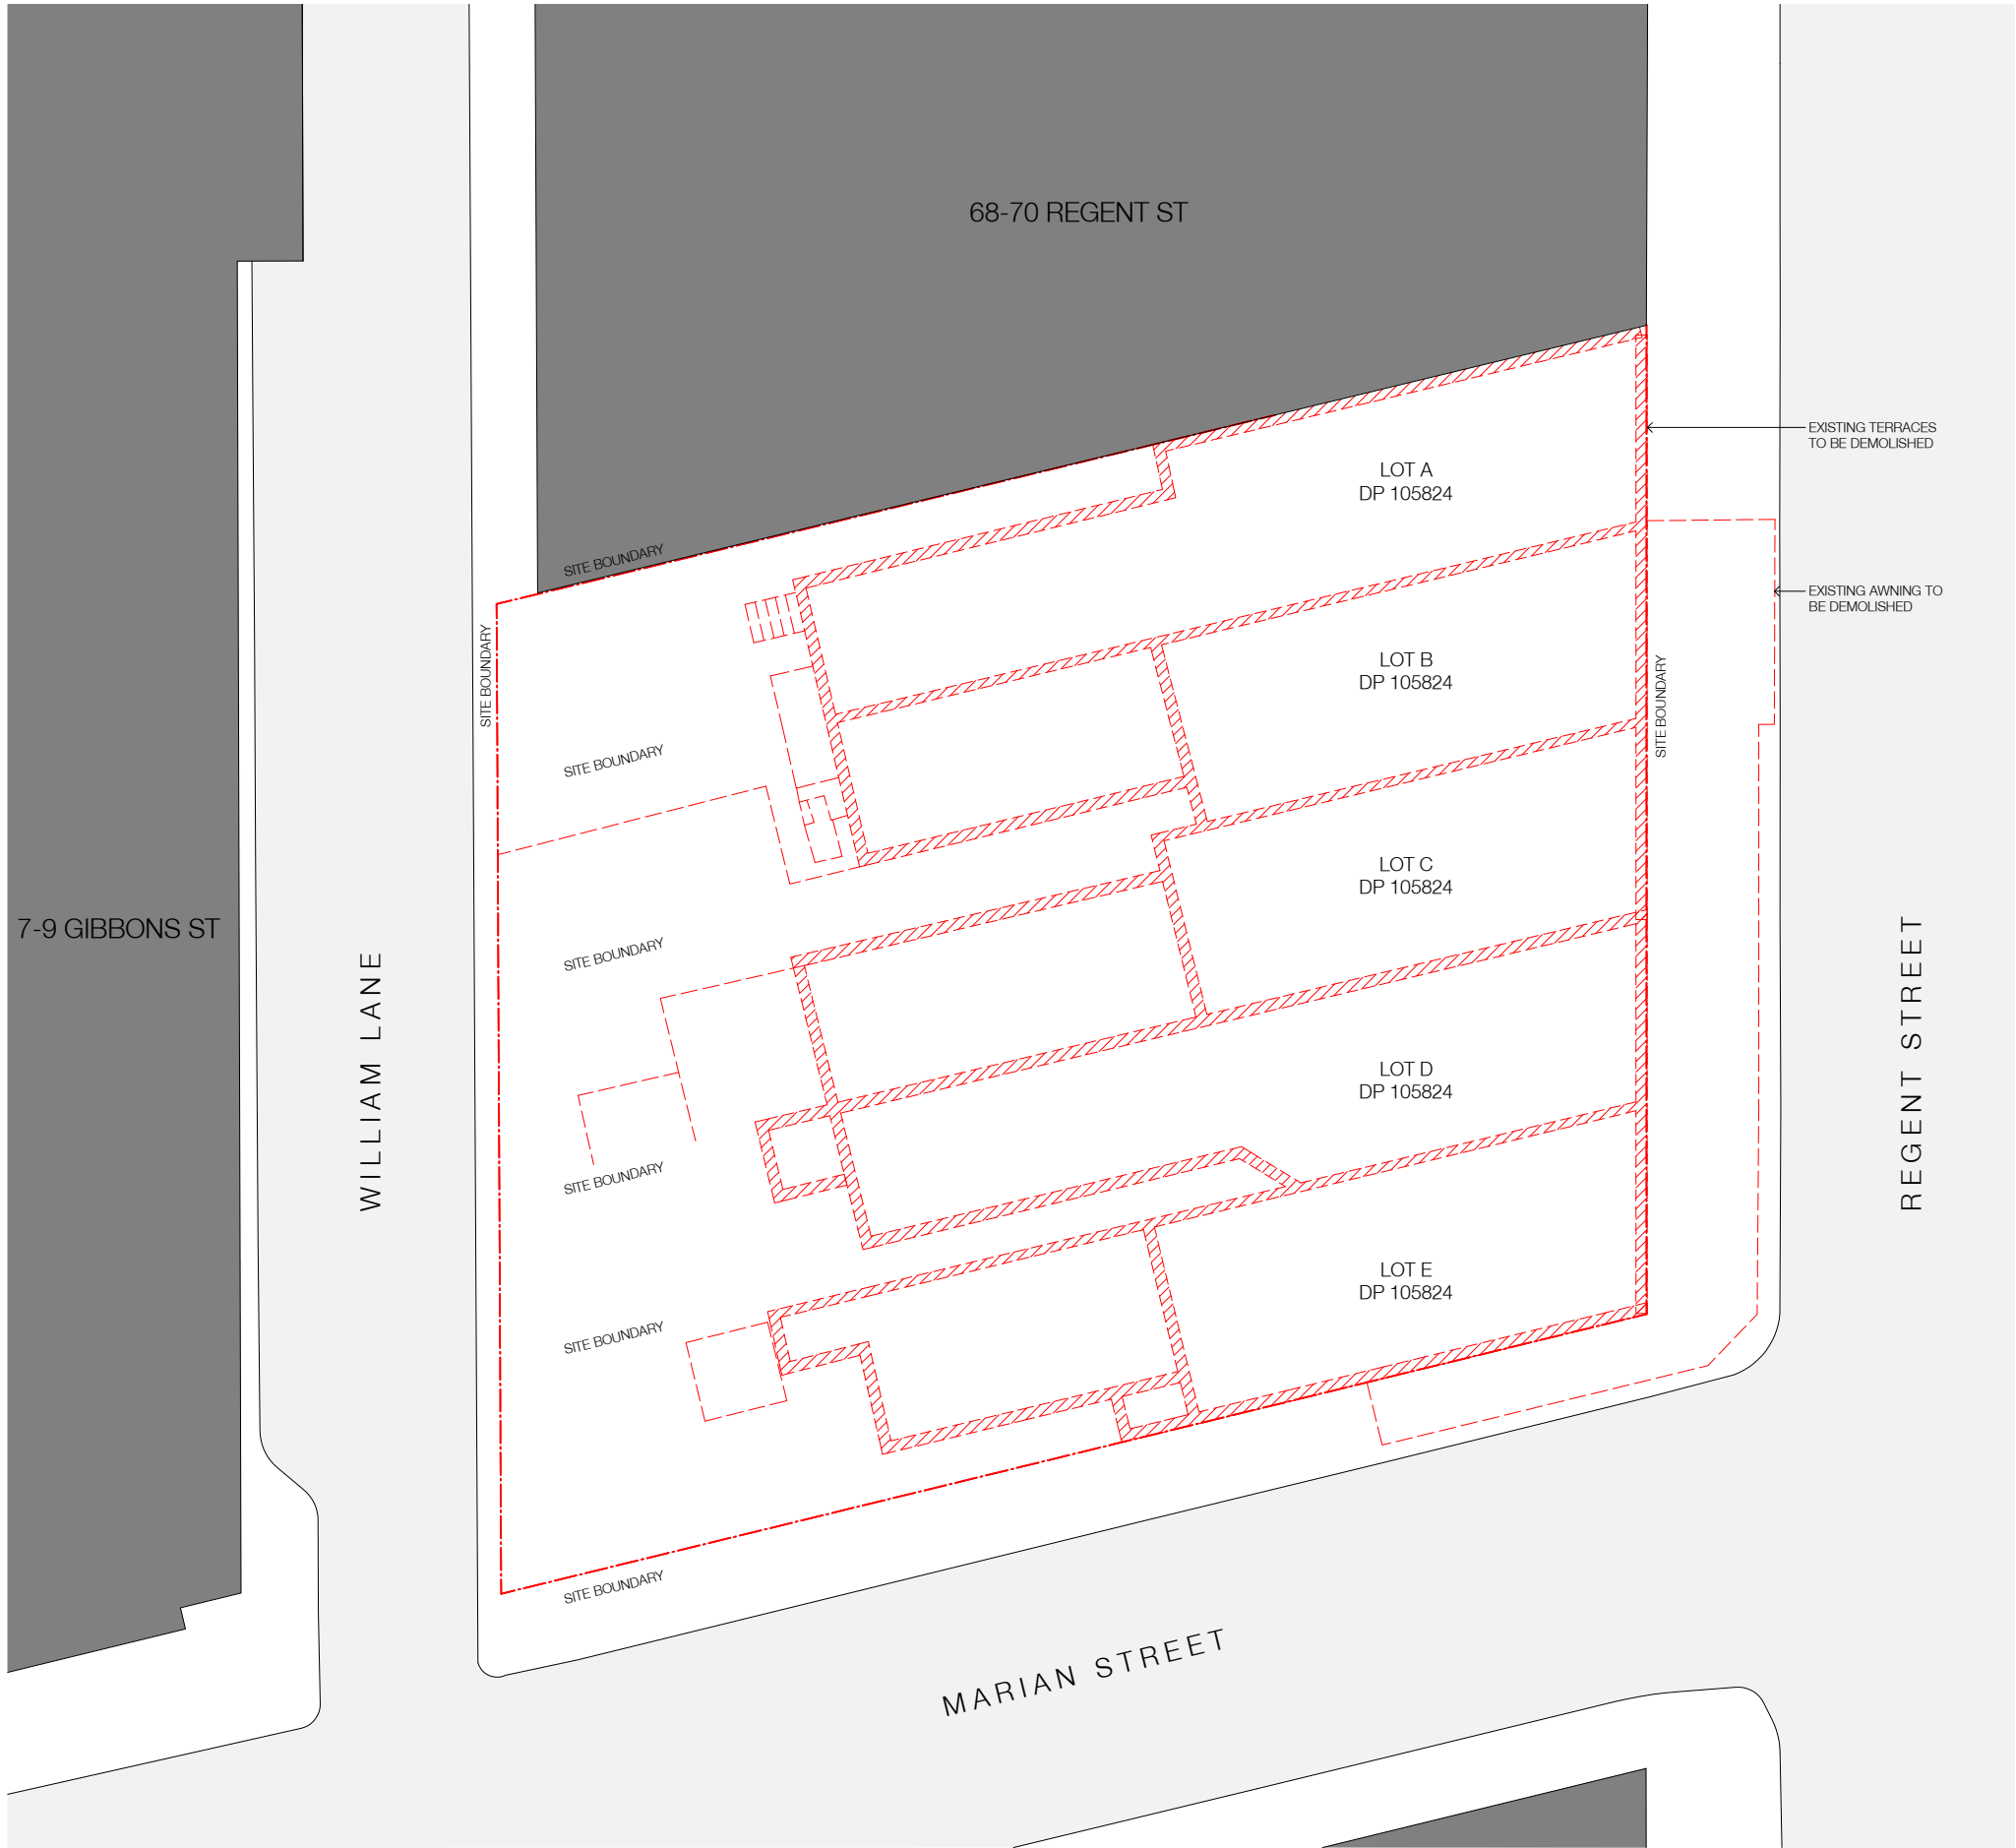 68-70 REGENT ST
EXISTING TERRACES
TO BE DEMOLISHED
LOT A
DP 105824
SITE BOUNDARY
EXISTING AWNING TO
BE DEMOLISHED
SITE BOUNDARY
LOT B
DP 105824
SITE BOUNDARY
SITE BOUNDARY
LOT C
DP 105824
7-9 GIBBONS ST
SITE BOUNDARY
WILLIAM LANE
REGENT STREET
LOT D
DP 105824
SITE BOUNDARY
LOT E
DP 105824
SITE BOUNDARY
SITE BOUNDARY
MARIAN STREET